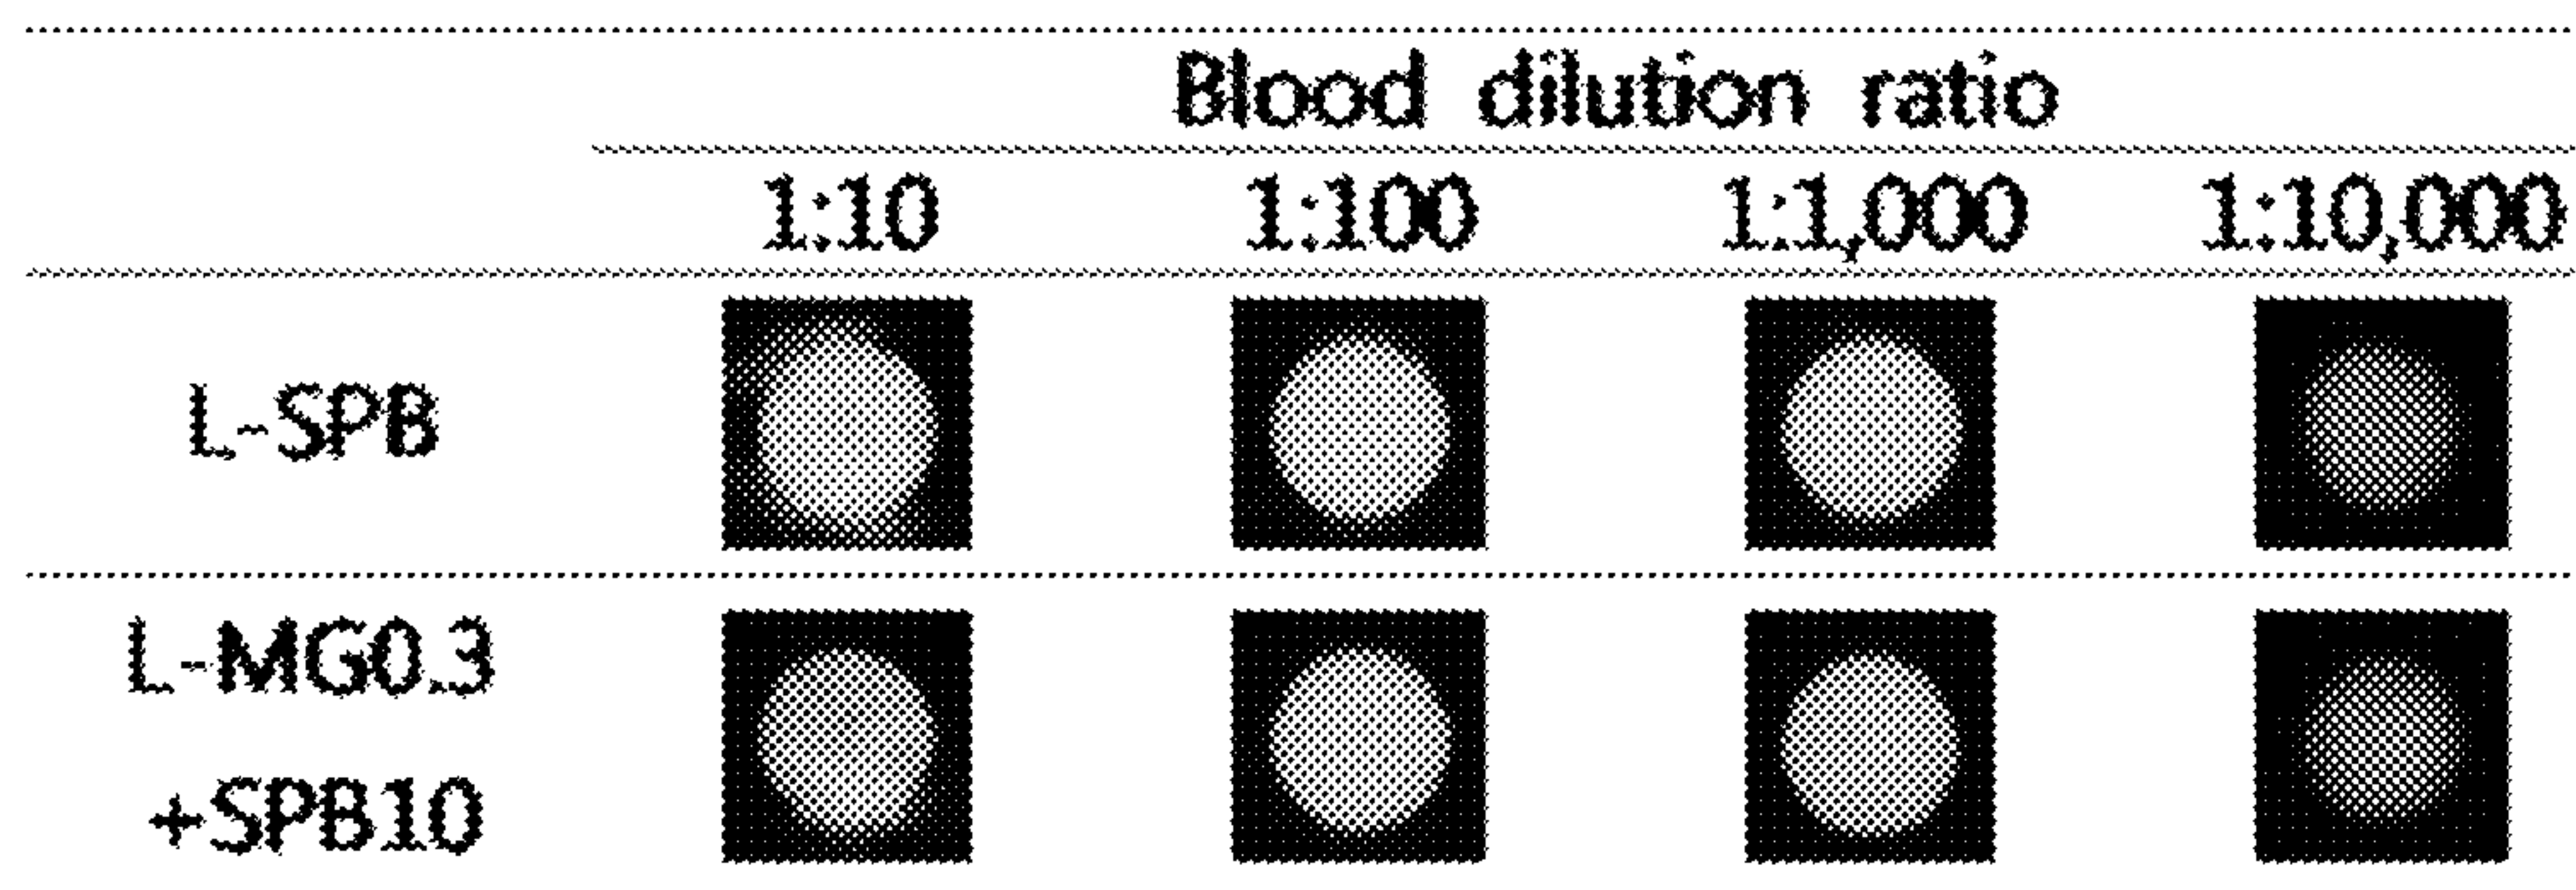 Blood dilution ratio
1:10 1:100 1:1,000 1:10,000
L-SPB
L-MG0.3
+SPB10